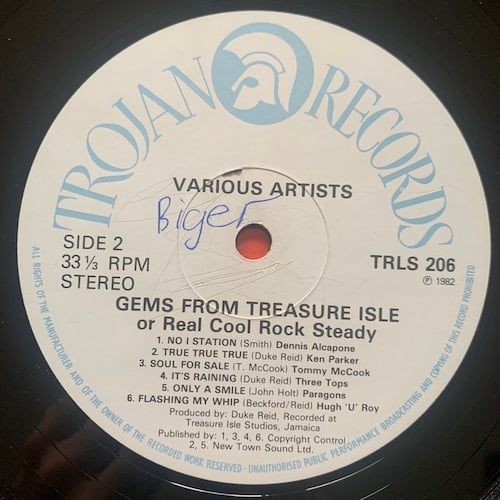 TROJAN RECORDS
VARIOUS ARTISTS
Biger
SIDE 2
33 1/3 RPM
STEREO
TRLS 206
Ⓟ 1982
GEMS FROM TREASURE ISLE
or Real Cool Rock Steady
1. NO I STATION (Smith) Dennis Alcapone
2. TRUE TRUE TRUE (Duke Reid) Ken Parker
3. SOUL FOR SALE (T. McCook) Tommy McCook
4. IT'S RAINING (Duke Reid) Three Tops
5. ONLY A SMILE (John Holt) Paragons
6. FLASHING MY WHIP (Beckford/Reid) Hugh 'U' Roy
Produced by: Duke Reid, Recorded at
Treasure Isle Studios, Jamaica
Published by: 1, 3, 4, 6. Copyright Control
2, 5. New Town Sound Ltd.
ALL RIGHTS OF THE MANUFACTURER AND OF THE OWNER OF THE RECORDED WORK RESERVED - UNAUTHORISED PUBLIC PERFORMANCE BROADCASTING AND COPYING OF THIS RECORD PROHIBITED